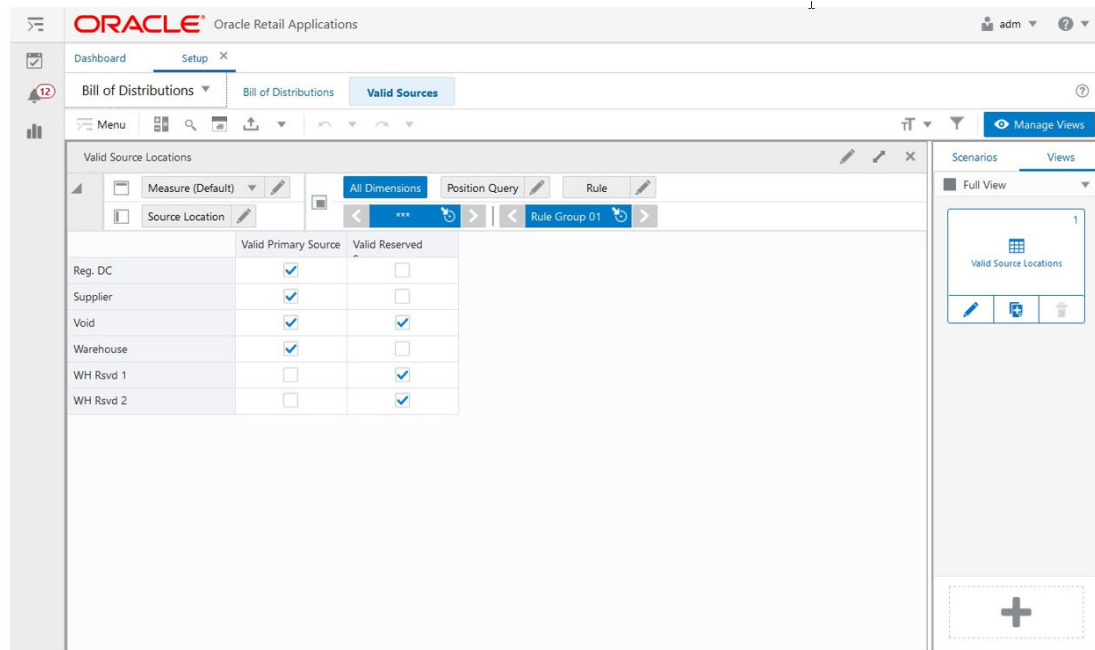 ORACLE® Oracle Retail Applications adm
Dashboard Setup
12
Bill of Distributions Bill of Distributions Valid Sources
Menu Manage Views
Valid Source Locations
Scenarios Views
Measure (Default) All Dimensions Position Query Rule
Full View
Source Location *** Rule Group 01
1
Valid Source Locations
Valid Primary Source Valid Reserved
Reg. DC
Supplier
Void
Warehouse
WH Rsvd 1
WH Rsvd 2